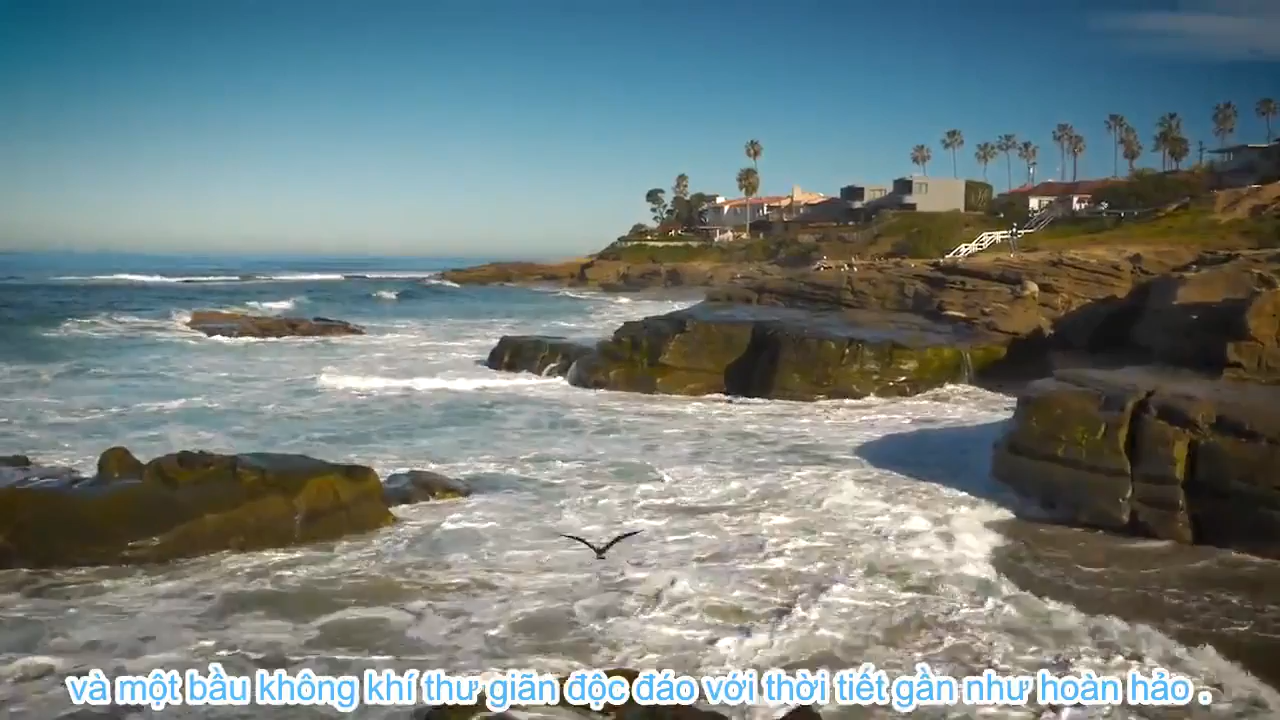 và một bầu không khí thư giãn độc đáo với thời tiết gần như hoàn hảo .